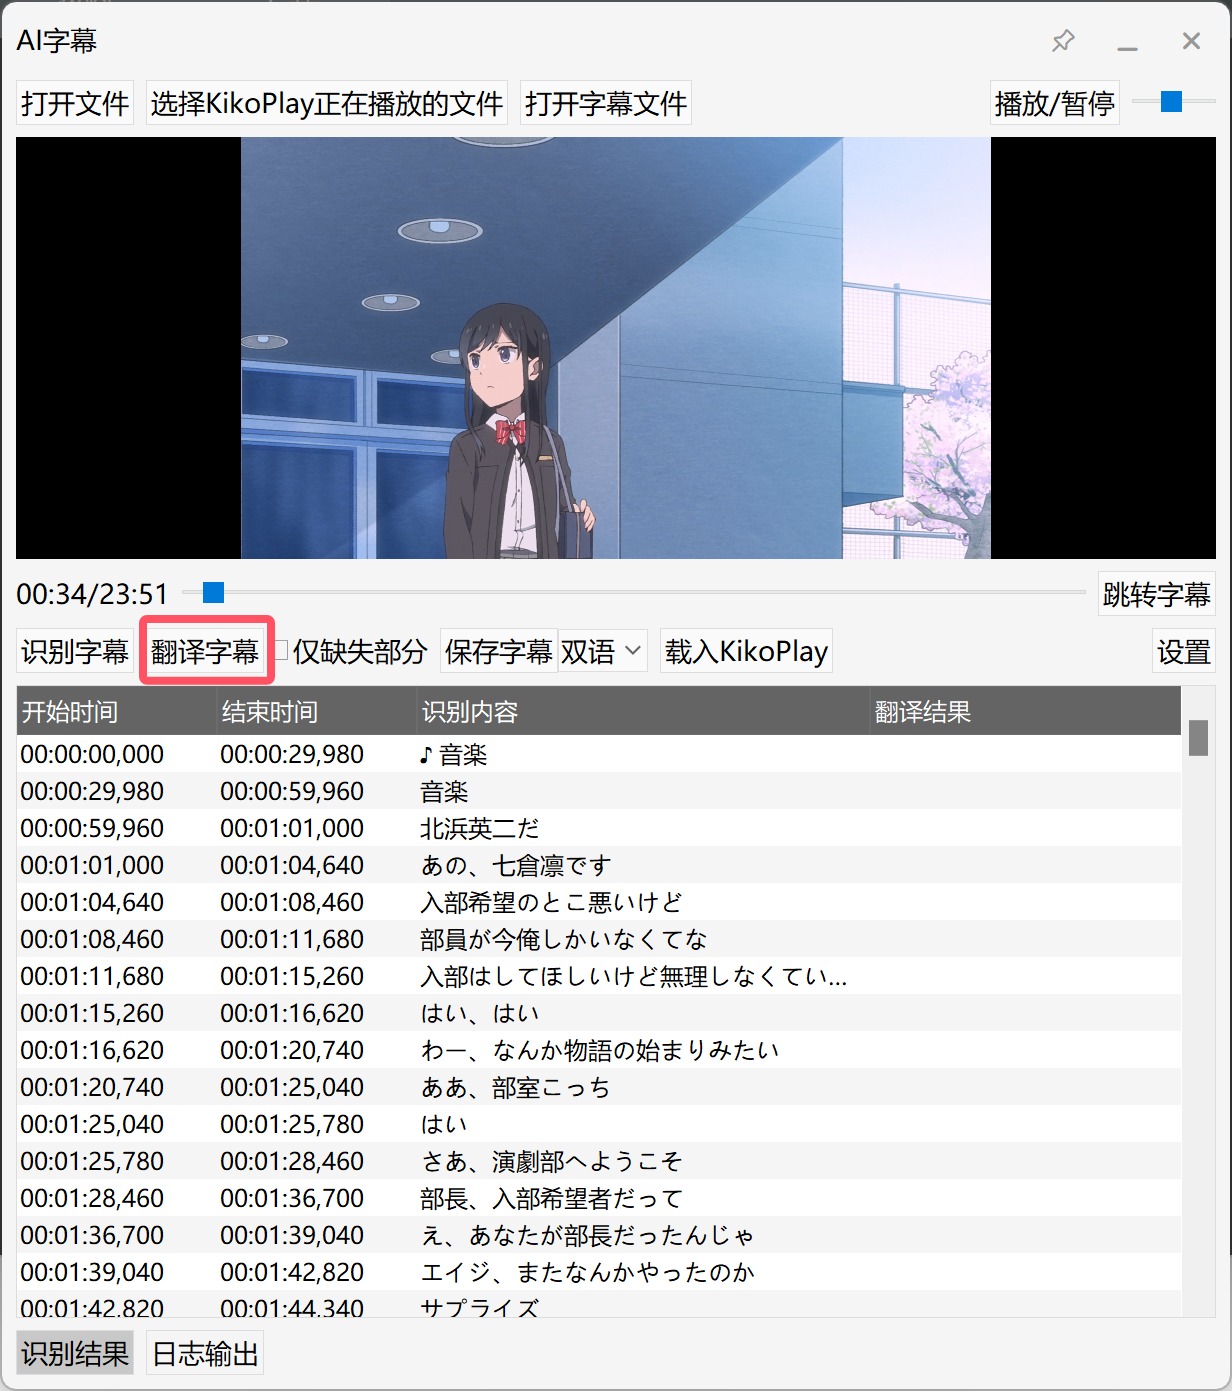 AI字幕
打开文件 选择KikoPlay正在播放的文件 打开字幕文件 播放/暂停
00:34/23:51 跳转字幕
识别字幕 翻译字幕 仅缺失部分 保存字幕 双语 载入KikoPlay 设置
开始时间 结束时间 识别内容 翻译结果
00:00:00,000 00:00:29,980 ♪ 音楽
00:00:29,980 00:00:59,960 音楽
00:00:59,960 00:01:01,000 北浜英二だ
00:01:01,000 00:01:04,640 あの、七倉凛です
00:01:04,640 00:01:08,460 入部希望のとこ悪いけど
00:01:08,460 00:01:11,680 部員が今俺しかいなくてな
00:01:11,680 00:01:15,260 入部はしてほしいけど無理しなくてい...
00:01:15,260 00:01:16,620 はい、はい
00:01:16,620 00:01:20,740 わー、なんか物語の始まりみたい
00:01:20,740 00:01:25,040 ああ、部室こっち
00:01:25,040 00:01:25,780 はい
00:01:25,780 00:01:28,460 さあ、演劇部へようこそ
00:01:28,460 00:01:36,700 部長、入部希望者だって
00:01:36,700 00:01:39,040 え、あなたが部長だったんじゃ
00:01:39,040 00:01:42,820 エイジ、またなんかやったのか
00:01:42,820 00:01:44,340 サプライズ
识别结果 日志输出